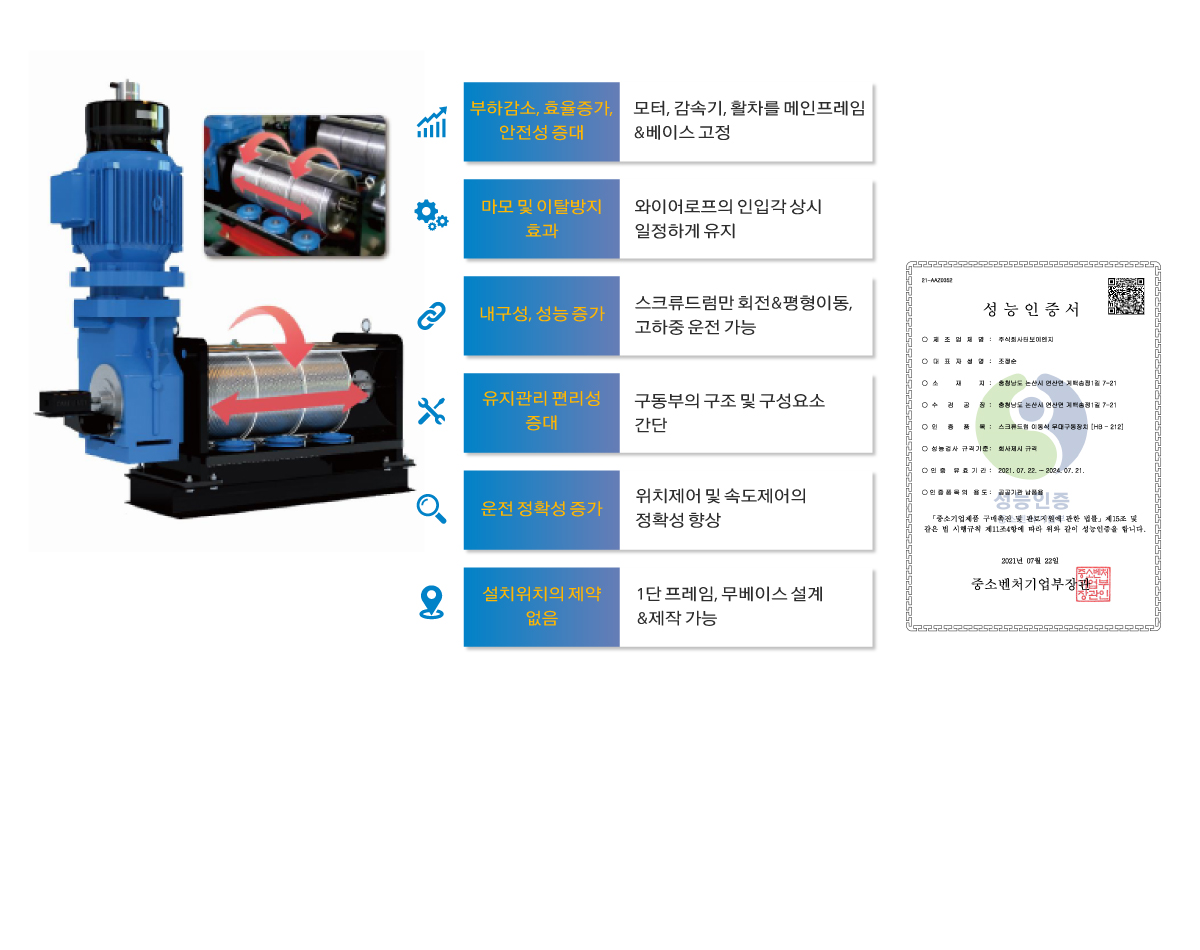 부하감소, 효율증가,
안전성 증대
모터, 감속기, 활차를 메인프레임
&베이스 고정
마모 및 이탈방지
효과
와이어로프의 인입각 상시
일정하게 유지
내구성, 성능 증가
스크류드럼만 회전&평형이동,
고하중 운전 가능
유지관리 편리성
증대
구동부의 구조 및 구성요소
간단
운전 정확성 증가
위치제어 및 속도제어의
정확성 향상
설치위치의 제약
없음
1단 프레임, 무베이스 설계
&제작 가능
21-AAZ0352
성능인증서
○ 제조업체명 : 주식회사터보이엔지
○ 대표자성명 : 조정순
○ 소재지 : 충청남도 논산시 연산면 계백송정1길 7-21
○ 수검공장 : 충청남도 논산시 연산면 계백송정1길 7-21
○ 인증품목 : 스크류드럼 이동식 무대구동장치 [HB - 212]
○ 성능검사 규격기준: 회사제시 규격
○ 인증 유효기간 : 2021. 07. 22. ~ 2024. 07. 21.
○ 인증품목의 용도 : 공공기관 납품용
성능인증
「중소기업제품 구매촉진 및 판로지원에 관한 법률」 제15조 및
같은 법 시행규칙 제11조4항에 따라 위와 같이 성능인증을 합니다.
2021년 07월 22일
중소벤처기업부장관
중소벤처
기업부
장관인